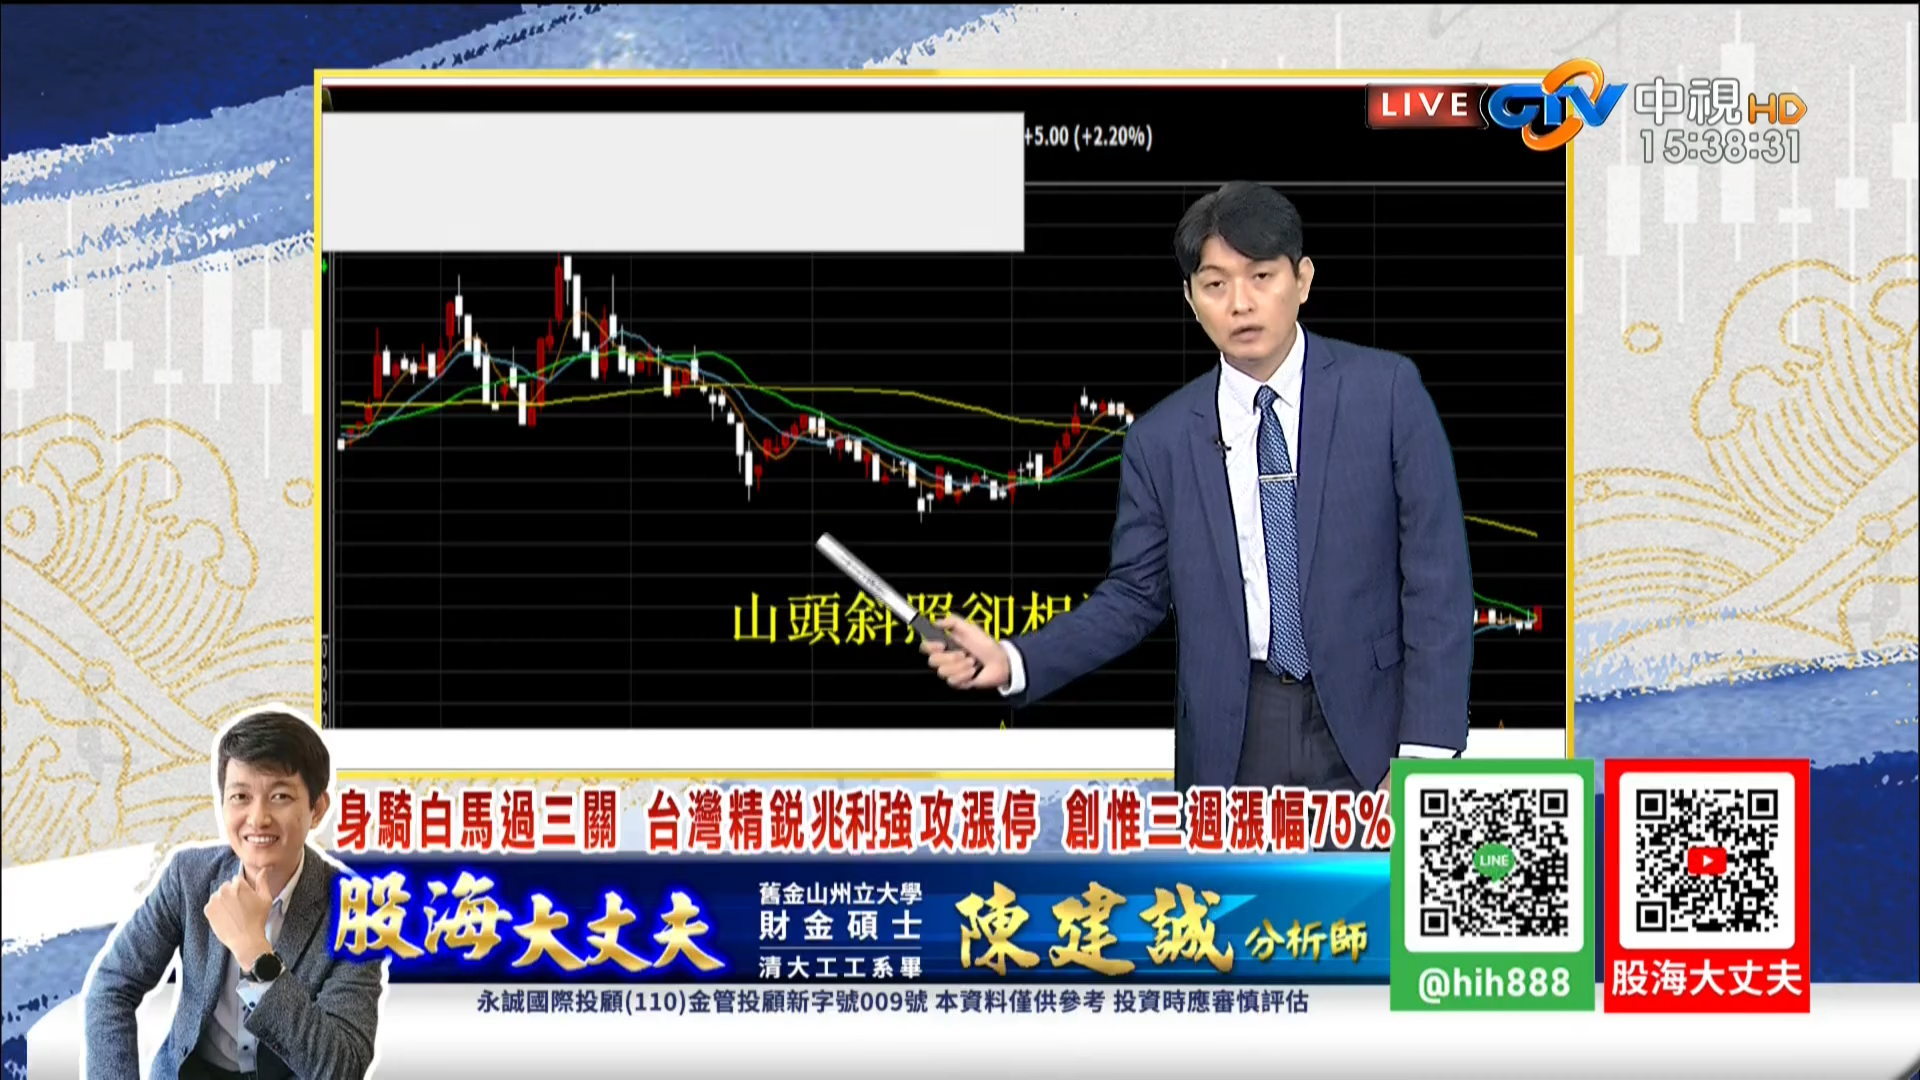 LIVE CTV 中視 HD
15:38:31
+5.00 (+2.20%)
山頭斜照卻相
身騎白馬過三關 台灣精銳兆利強攻漲停 創惟三週漲幅75%
股海大丈夫
舊金山州立大學
財金碩士
清大工工系畢
陳建誠 分析師
LINE
@hih888
股海大丈夫
永誠國際投顧(110)金管投顧新字號009號 本資料僅供參考 投資時應審慎評估